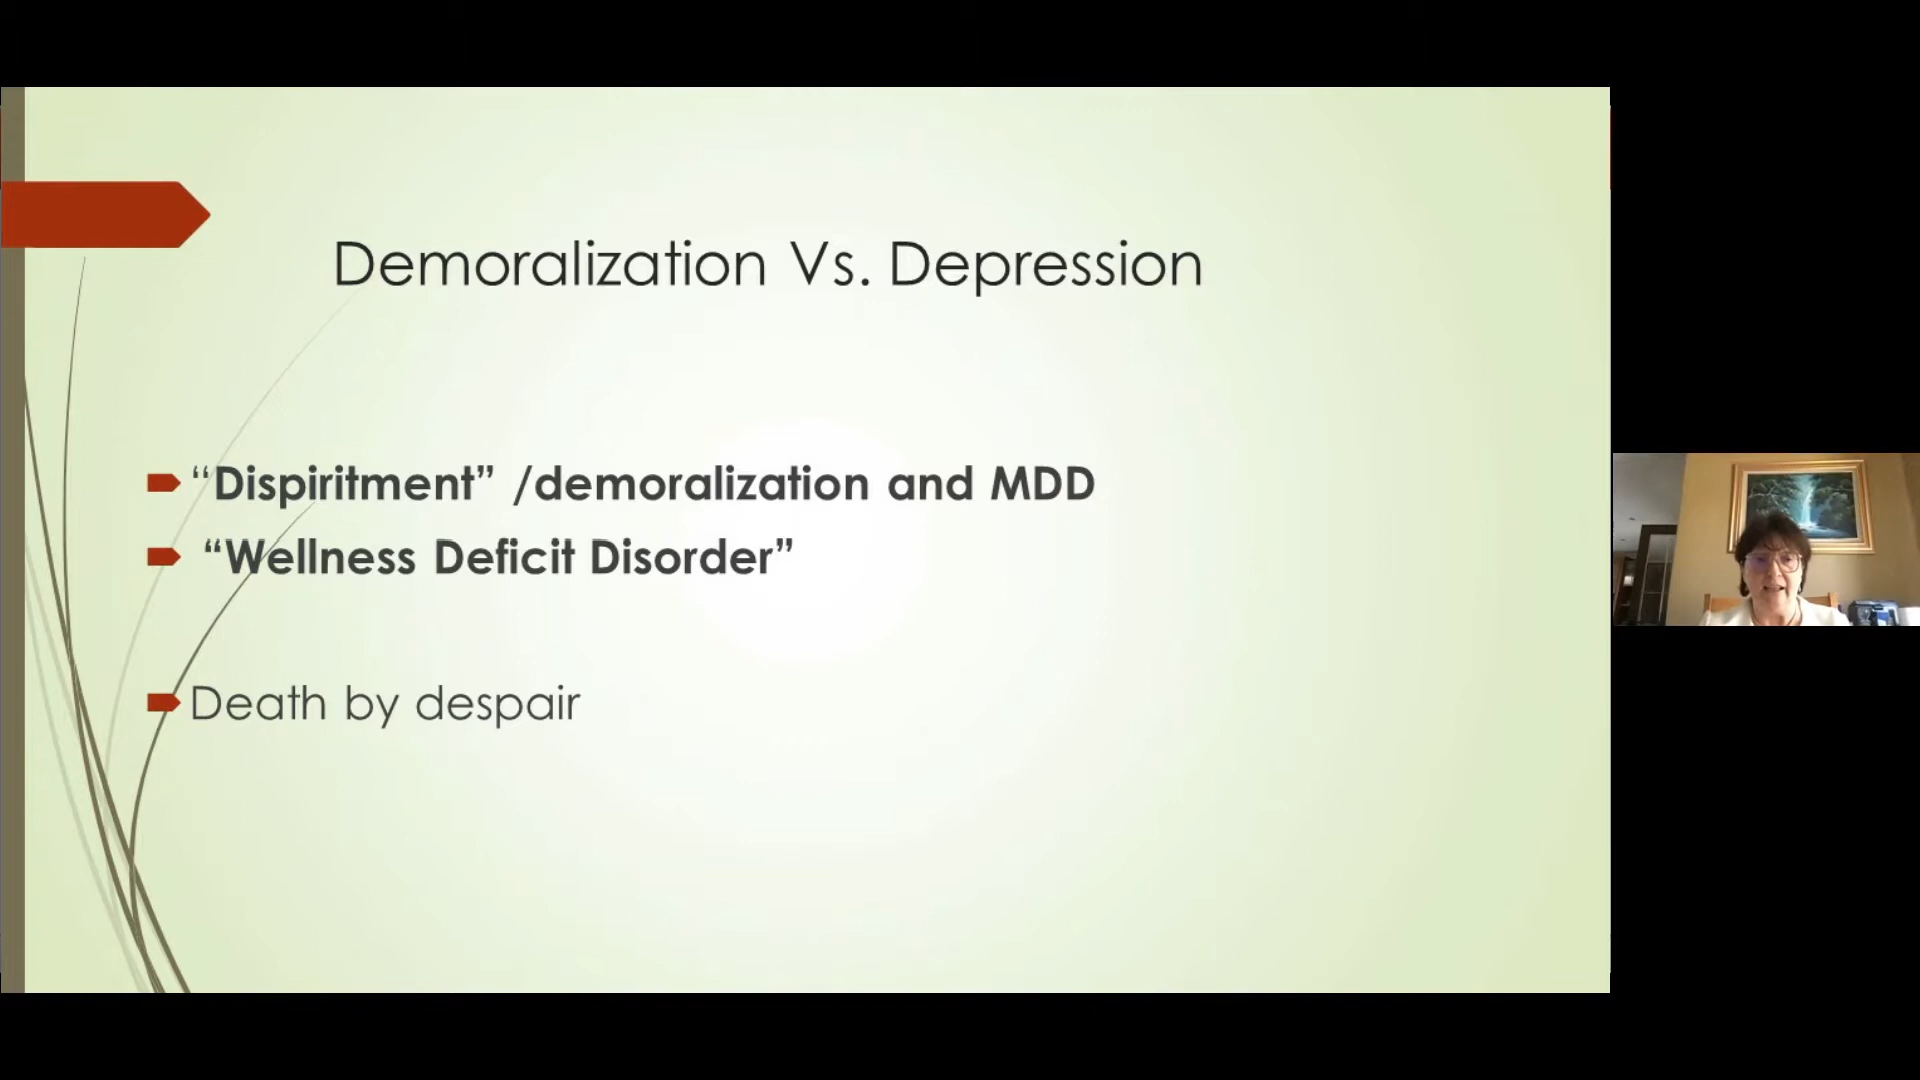 Demoralization Vs. Depression
“Dispiritment” /demoralization and MDD
“Wellness Deficit Disorder”
Death by despair